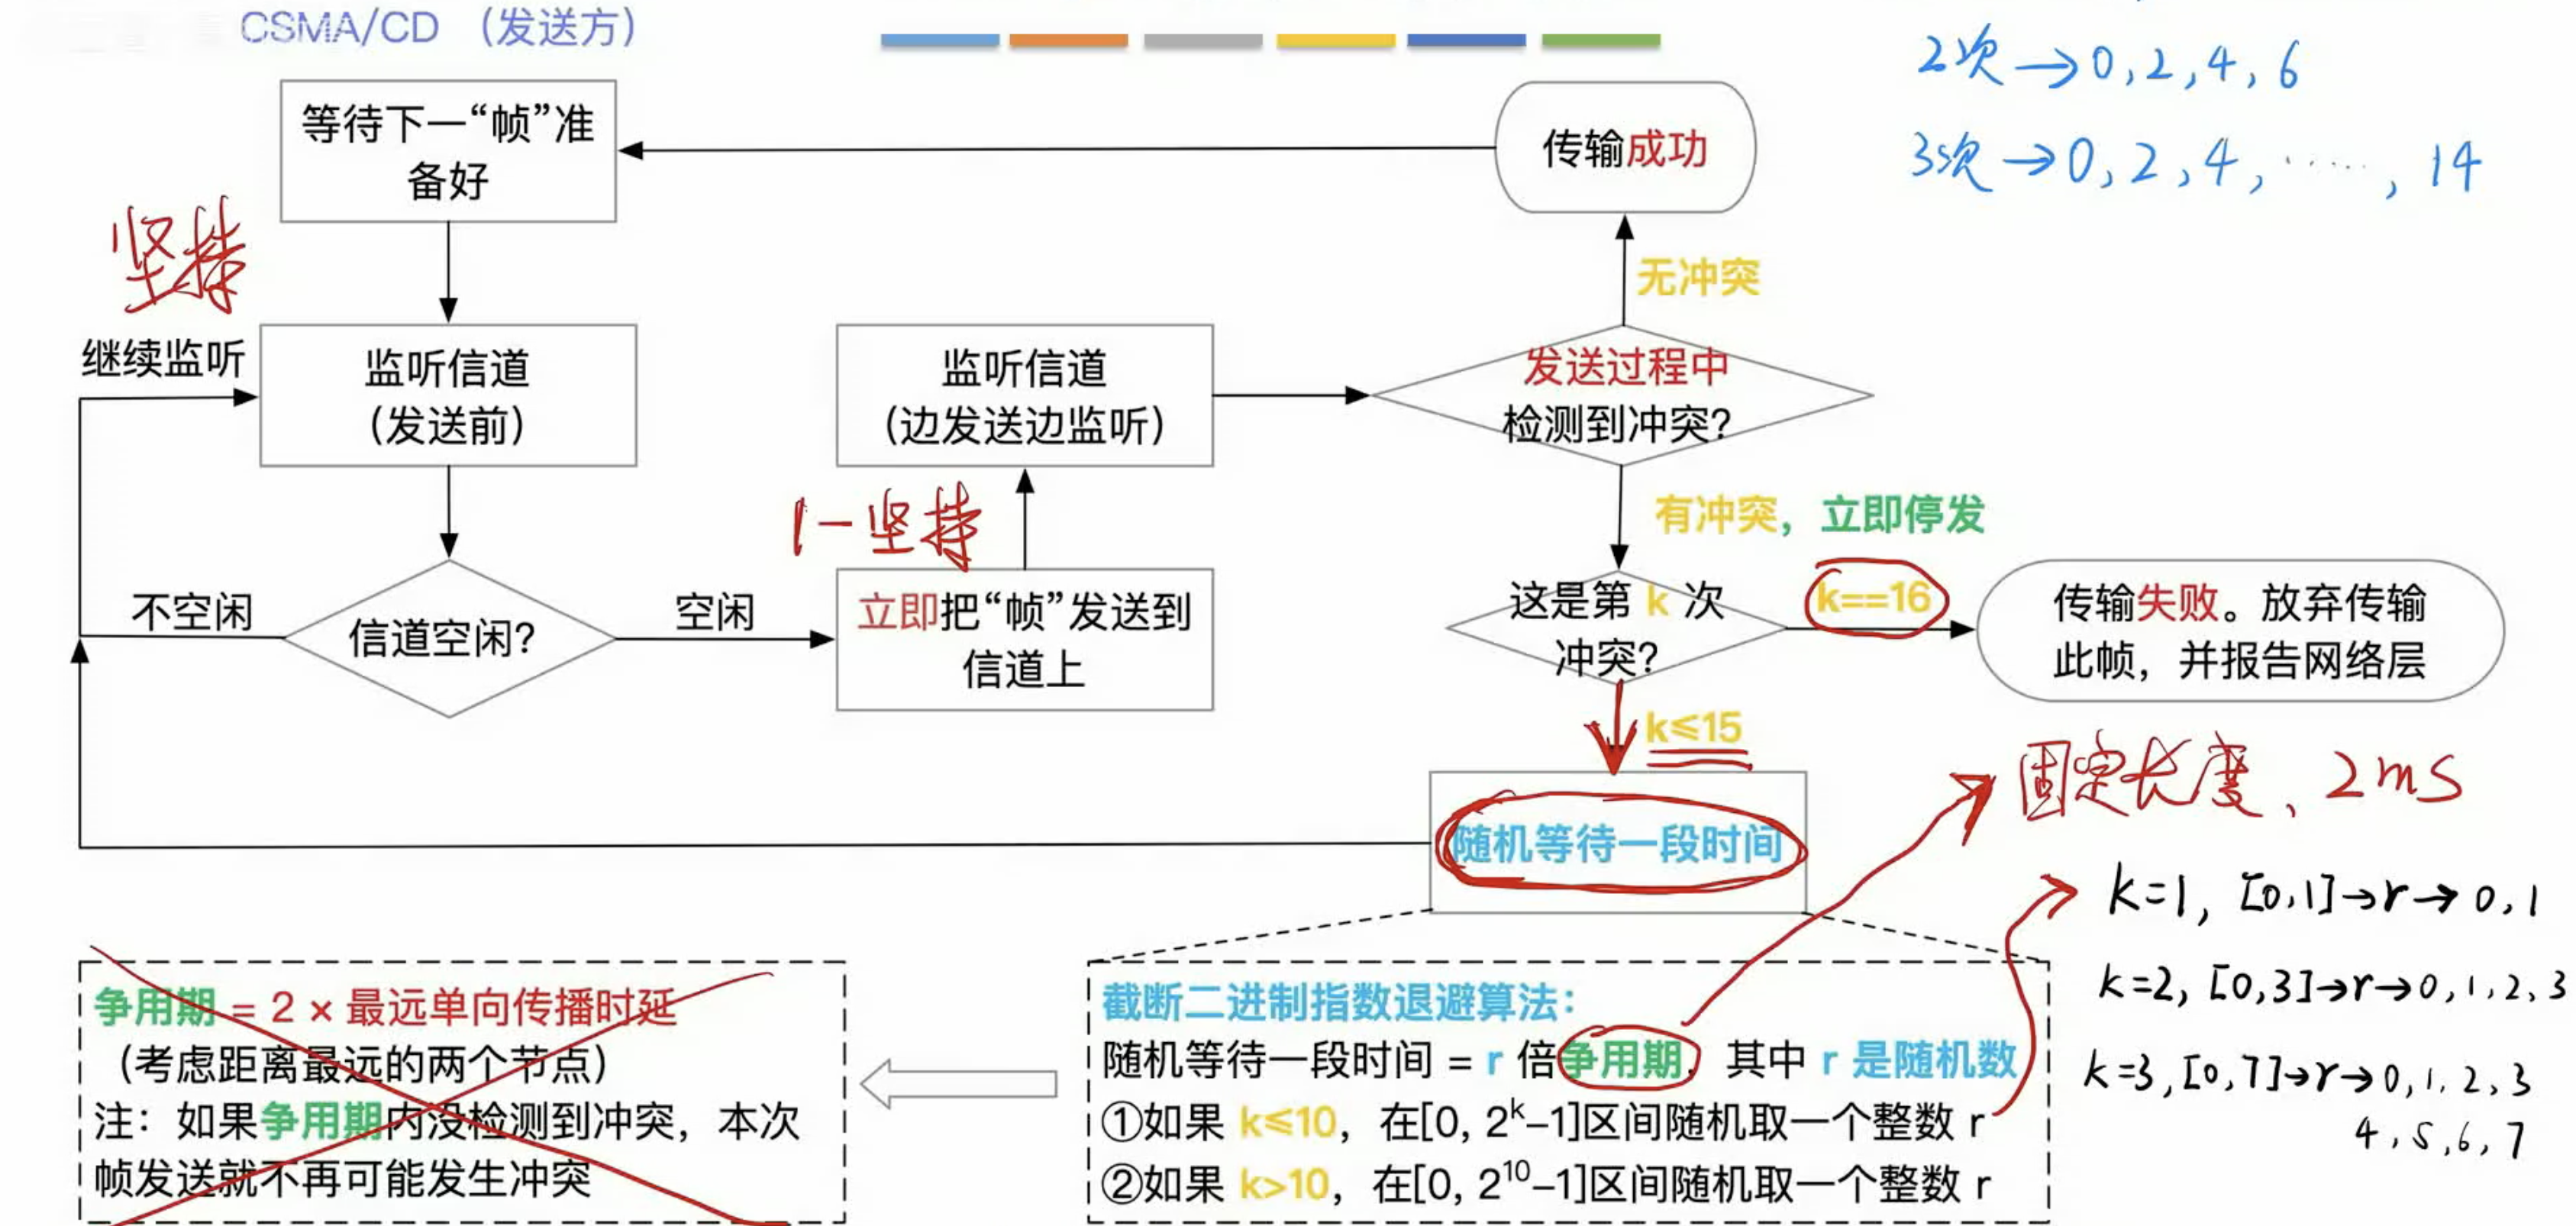 CSMA/CD （发送方）
2次→0,2,4,6
3次→0,2,4,……,14
等待下一“帧”准
备好
传输成功
坚持
无冲突
继续监听
监听信道
（发送前）
监听信道
（边发送边监听）
发送过程中
检测到冲突?
1-坚持
有冲突，立即停发
不空闲
信道空闲?
空闲
立即把“帧”发送到
信道上
这是第 k 次
冲突?
k==16
传输失败。放弃传输
此帧，并报告网络层
k≤15
固定长度、2ms
随机等待一段时间
k=1, [0,1]→r→0,1
k=2, [0,3]→r→0,1,2,3
k=3,[0,7]→r→0,1,2,3
4,5,6,7
争用期 = 2 × 最远单向传播时延
（考虑距离最远的两个节点）
注：如果争用期内没检测到冲突，本次
帧发送就不再可能发生冲突
截断二进制指数退避算法：
随机等待一段时间 = r 倍争用期，其中 r 是随机数
①如果 k≤10，在[0, 2ᵏ–1]区间随机取一个整数 r
②如果 k>10，在[0, 2¹⁰–1]区间随机取一个整数 r